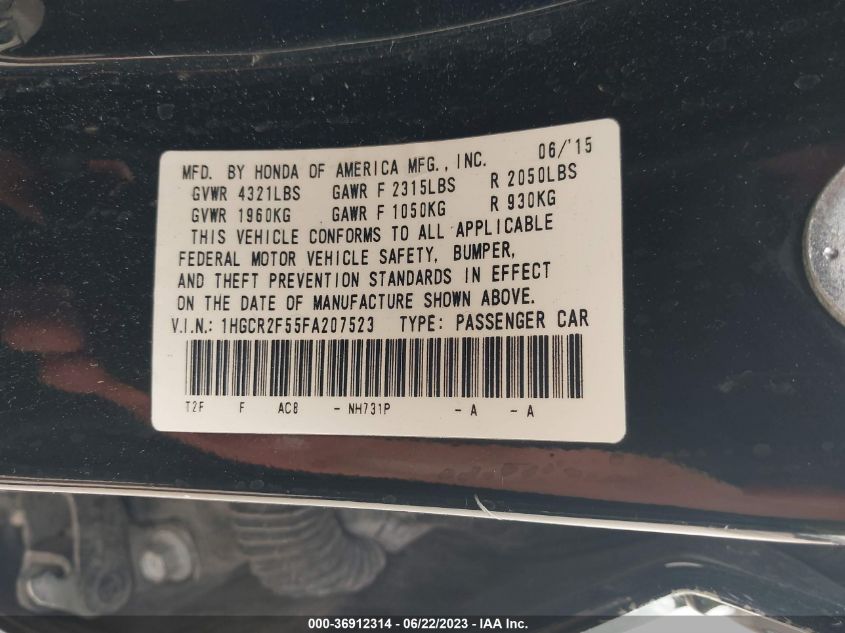 MFD. BY HONDA OF AMERICA MFG., INC. 06/'15
GVWR 4321LBS GAWR F 2315LBS R 2050LBS
GVWR 1960KG GAWR F 1050KG R 930KG
THIS VEHICLE CONFORMS TO ALL APPLICABLE
FEDERAL MOTOR VEHICLE SAFETY, BUMPER,
AND THEFT PREVENTION STANDARDS IN EFFECT
ON THE DATE OF MANUFACTURE SHOWN ABOVE.
V.I.N.: 1HGCR2F55FA207523 TYPE: PASSENGER CAR
T2F F AC8 - NH731P - A - A
000-36912314 - 06/22/2023 - IAA Inc.